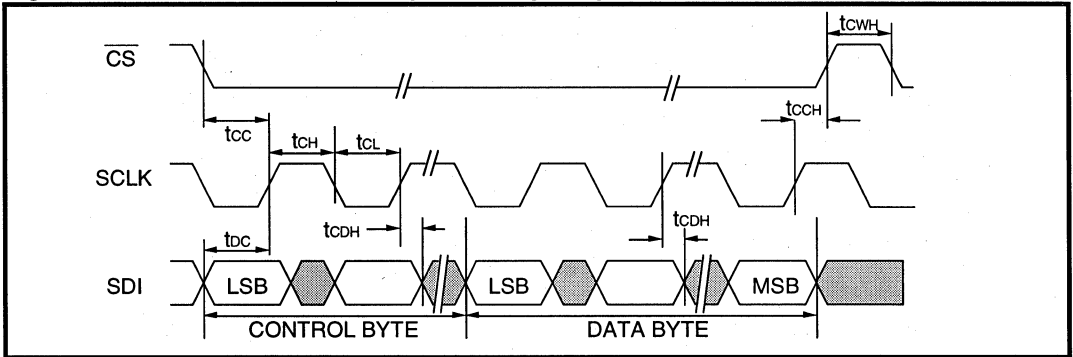 tCWH
CS
tCCH
tCC
tCH
tCL
SCLK
tCDH
tCDH
tDC
SDI
LSB
LSB
MSB
CONTROL BYTE
DATA BYTE